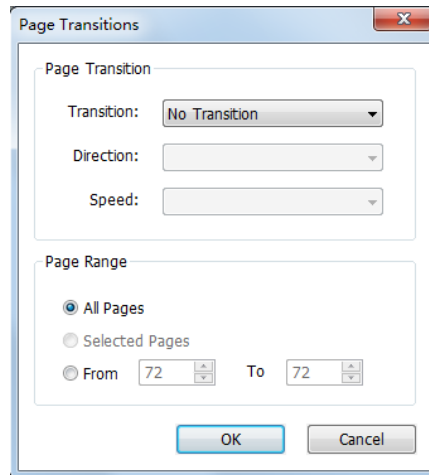 Page Transitions
Page Transition
Transition: No Transition
Direction:
Speed:
Page Range
All Pages
Selected Pages
From 72 To 72
OK Cancel